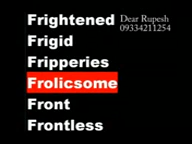 Frightened
Dear Rupesh
09334211254
Frigid
Fripperies
Frolicsome
Front
Frontless